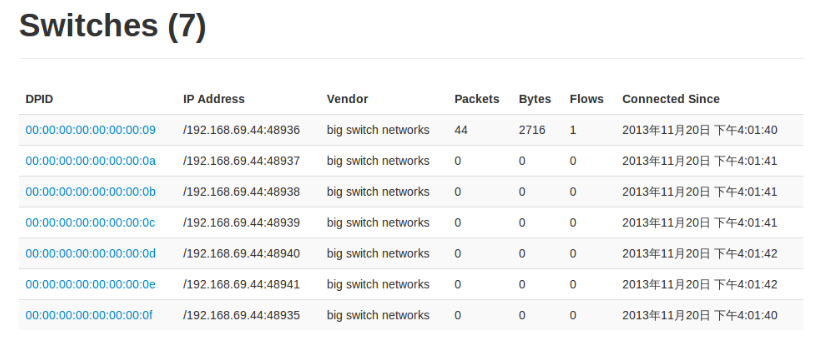 Switches (7)
DPID IP Address Vendor Packets Bytes Flows Connected Since
00:00:00:00:00:00:00:09 /192.168.69.44:48936 big switch networks 44 2716 1 2013年11月20日 下午4:01:40
00:00:00:00:00:00:00:0a /192.168.69.44:48937 big switch networks 0 0 0 2013年11月20日 下午4:01:41
00:00:00:00:00:00:00:0b /192.168.69.44:48938 big switch networks 0 0 0 2013年11月20日 下午4:01:41
00:00:00:00:00:00:00:0c /192.168.69.44:48939 big switch networks 0 0 0 2013年11月20日 下午4:01:41
00:00:00:00:00:00:00:0d /192.168.69.44:48940 big switch networks 0 0 0 2013年11月20日 下午4:01:42
00:00:00:00:00:00:00:0e /192.168.69.44:48941 big switch networks 0 0 0 2013年11月20日 下午4:01:42
00:00:00:00:00:00:00:0f /192.168.69.44:48935 big switch networks 0 0 0 2013年11月20日 下午4:01:40